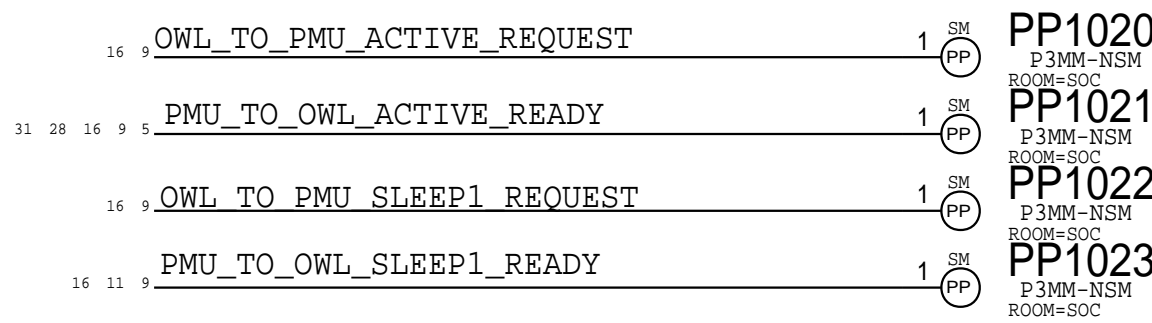 16 9 OWL_TO_PMU_ACTIVE_REQUEST 1 SM PP PP1020
P3MM-NSM
ROOM=SOC
31 28 16 9 5 PMU_TO_OWL_ACTIVE_READY 1 SM PP PP1021
P3MM-NSM
ROOM=SOC
16 9 OWL_TO_PMU_SLEEP1_REQUEST 1 SM PP PP1022
P3MM-NSM
ROOM=SOC
16 11 9 PMU_TO_OWL_SLEEP1_READY 1 SM PP PP1023
P3MM-NSM
ROOM=SOC